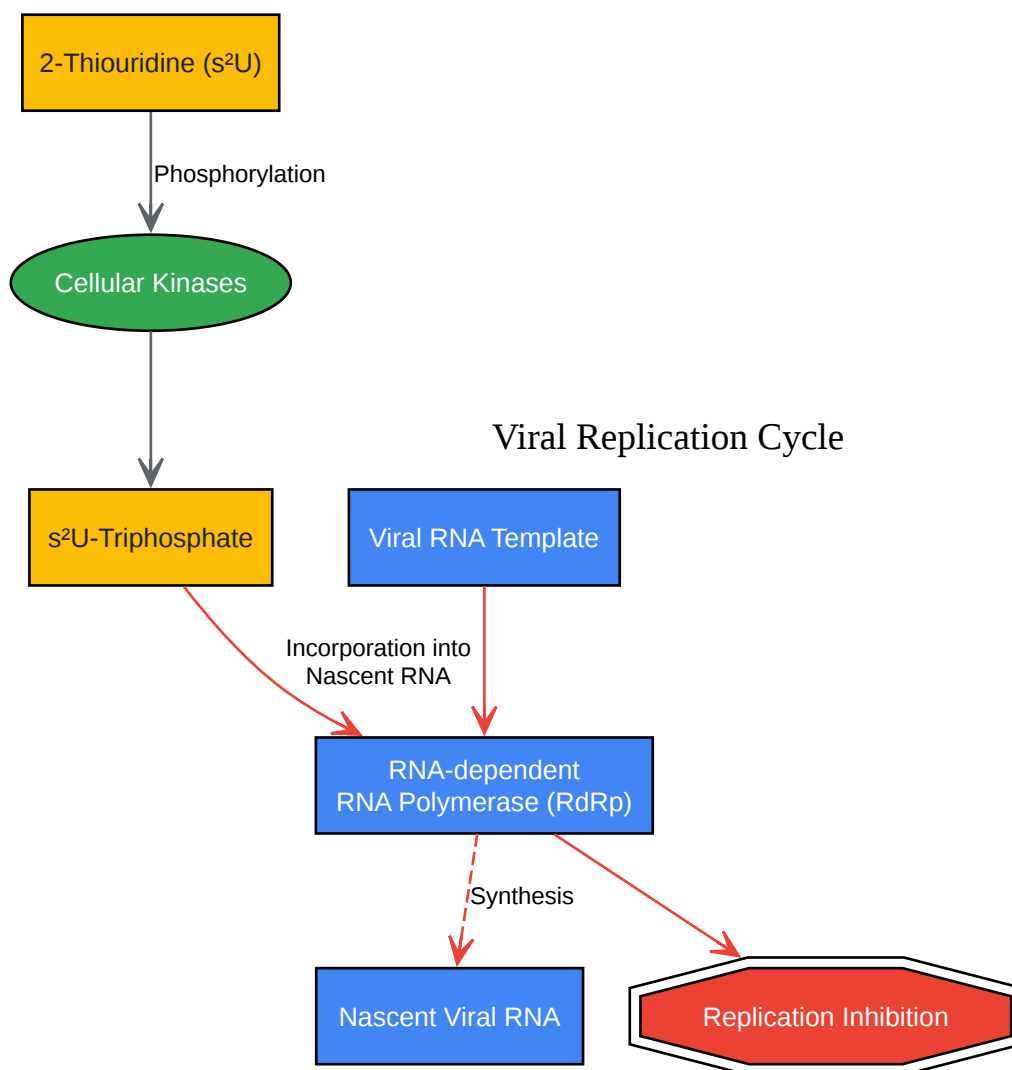 2-Thiouridine (s²U)
Phosphorylation
Cellular Kinases
Viral Replication Cycle
s²U-Triphosphate
Viral RNA Template
Incorporation into
Nascent RNA
RNA-dependent
RNA Polymerase (RdRp)
Synthesis
Nascent Viral RNA
Replication Inhibition